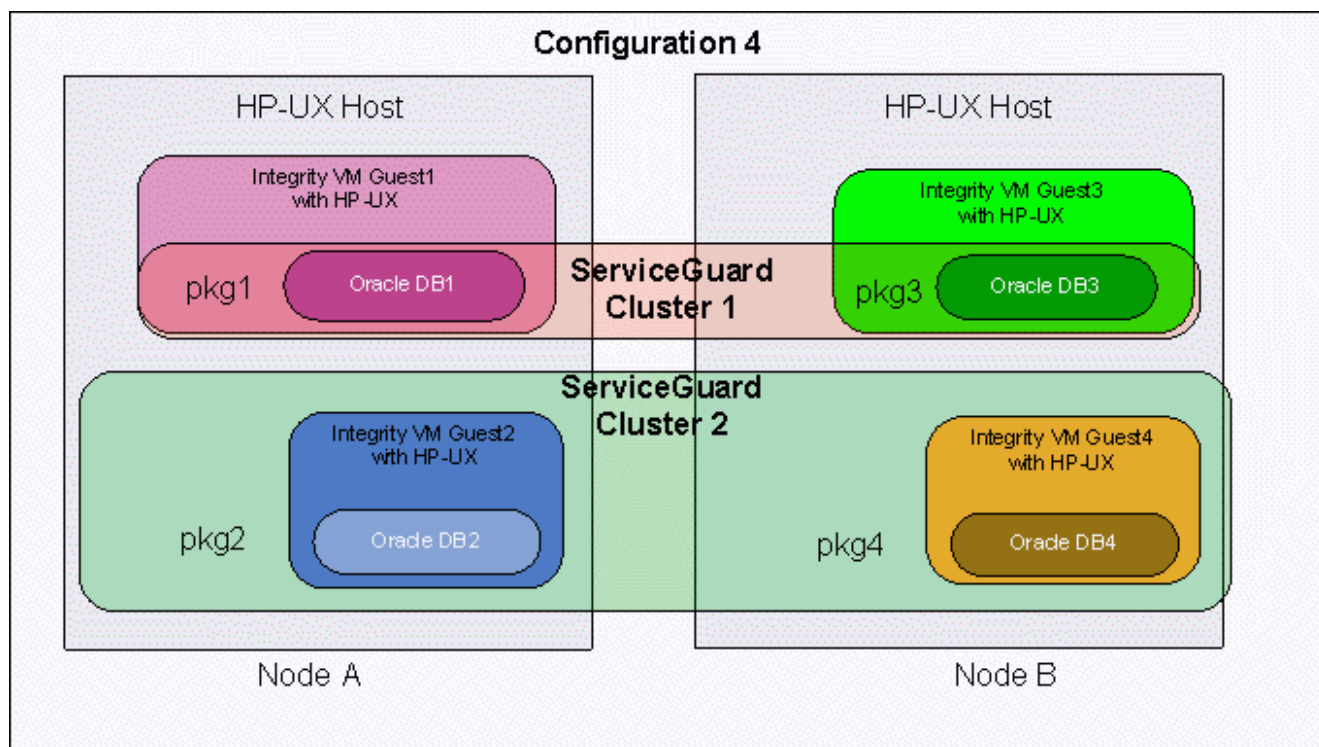 Configuration 4
HP-UX Host
HP-UX Host
Integrity VM Guest1
with HP-UX
Integrity VM Guest3
with HP-UX
pkg1
Oracle DB1
ServiceGuard
Cluster 1
pkg3
Oracle DB3
ServiceGuard
Cluster 2
Integrity VM Guest2
with HP-UX
Integrity VM Guest4
with HP-UX
pkg2
Oracle DB2
pkg4
Oracle DB4
Node A
Node B